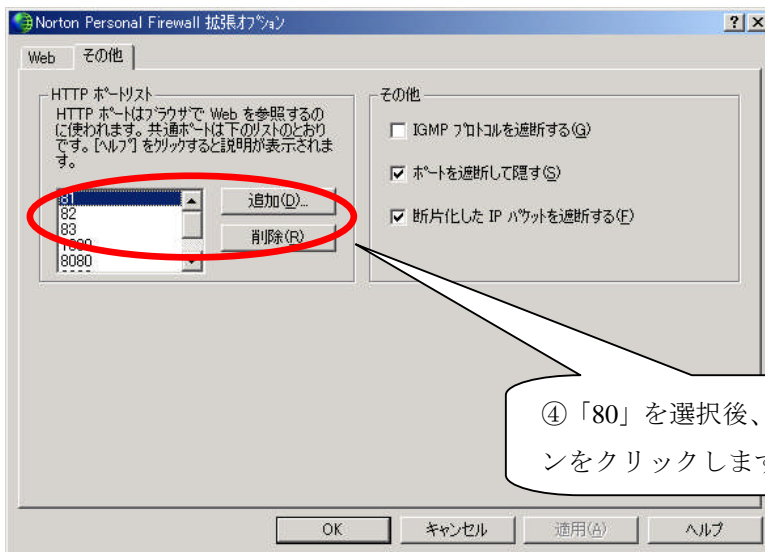 Norton Personal Firewall 拡張オプション
Web その他
HTTP ポートリスト
HTTP ポートはブラウザで Web を参照するの
に使われます。共通ポートは下のリストのとおり
です。[ヘルプ] をクリックすると説明が表示されま
す。
81
82
83
1080
8080
追加(D)...
削除(R)
その他
IGMP プロトコルを遮断する(G)
ポートを遮断して隠す(S)
断片化した IP パケットを遮断する(F)
④「80」を選択後、
ンをクリックします
OK キャンセル 適用(A) ヘルプ